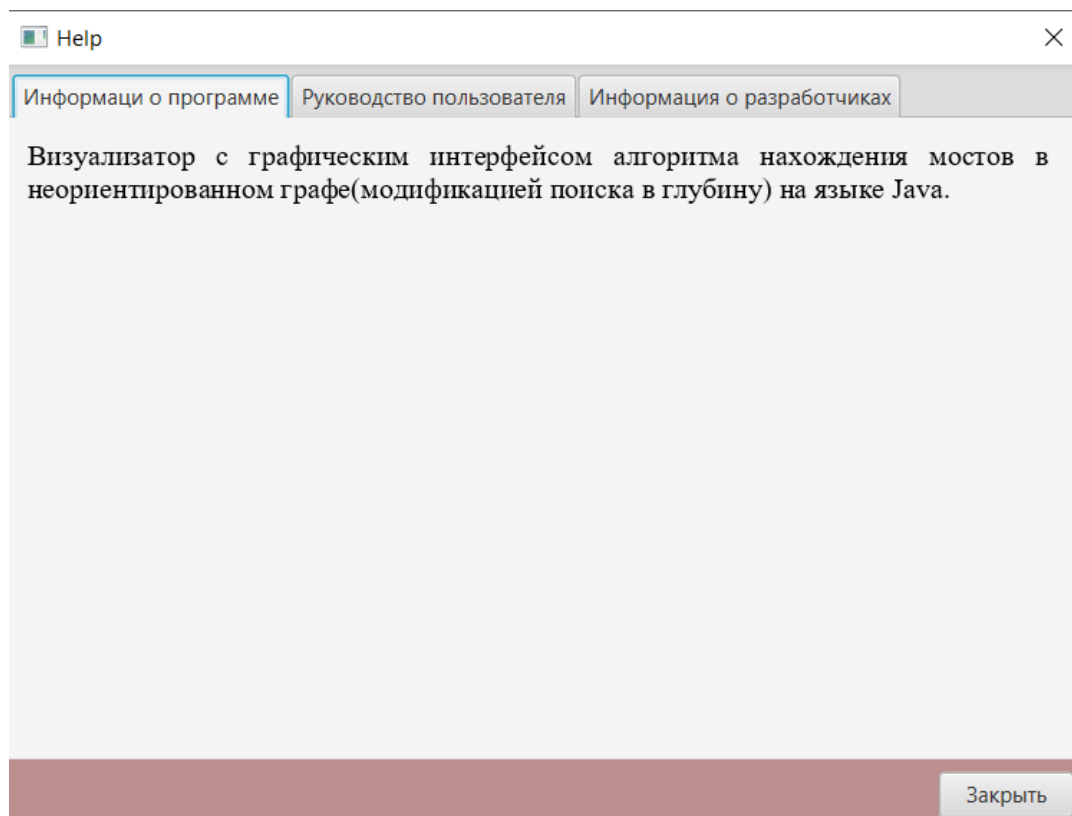 Help
Информаци о программе Руководство пользователя Информация о разработчиках
Визуализатор с графическим интерфейсом алгоритма нахождения мостов в
неориентированном графе(модификацией поиска в глубину) на языке Java.
Закрыть